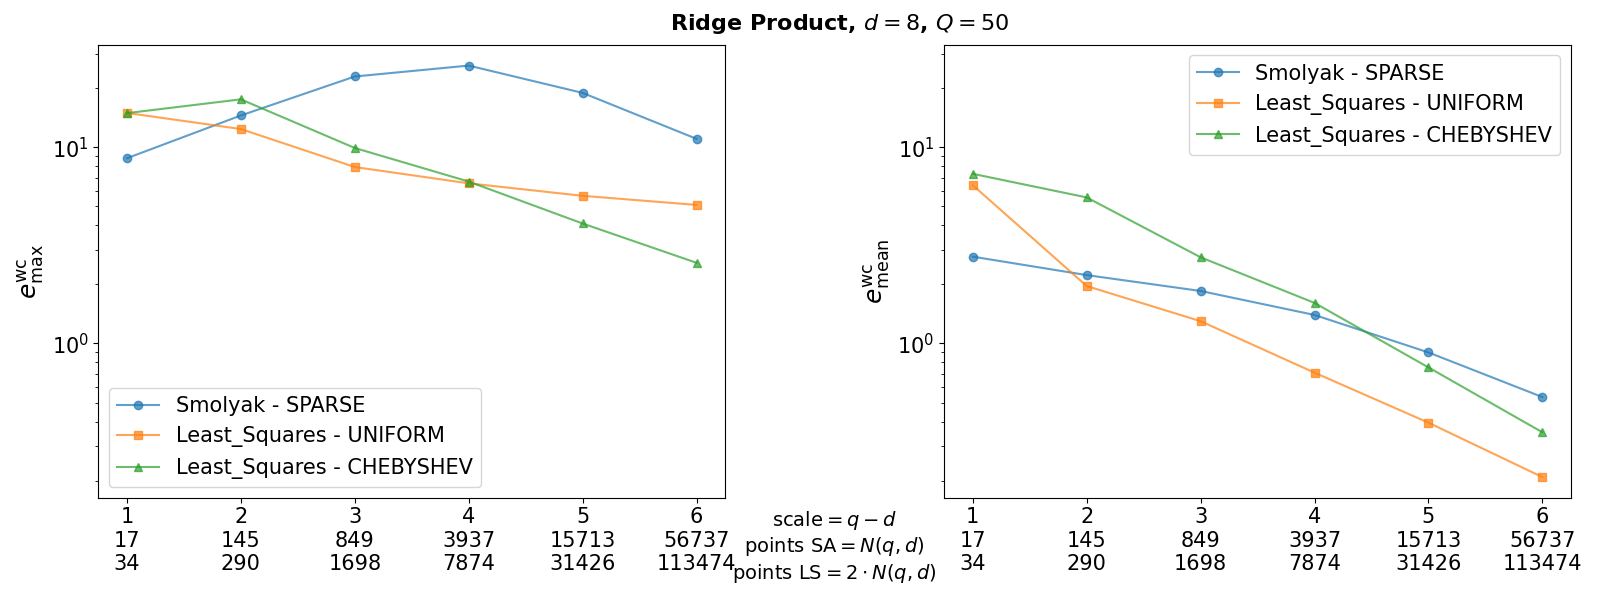 Ridge Product, d = 8, Q = 50
e^wc_max
10^1
10^0
Smolyak - SPARSE
Least_Squares - UNIFORM
Least_Squares - CHEBYSHEV
1 2 3 4 5 6
17 145 849 3937 15713 56737
34 290 1698 7874 31426 113474
scale = q − d
points SA = N(q, d)
points LS = 2 · N(q, d)
e^wc_mean
10^1
10^0
Smolyak - SPARSE
Least_Squares - UNIFORM
Least_Squares - CHEBYSHEV
1 2 3 4 5 6
17 145 849 3937 15713 56737
34 290 1698 7874 31426 113474